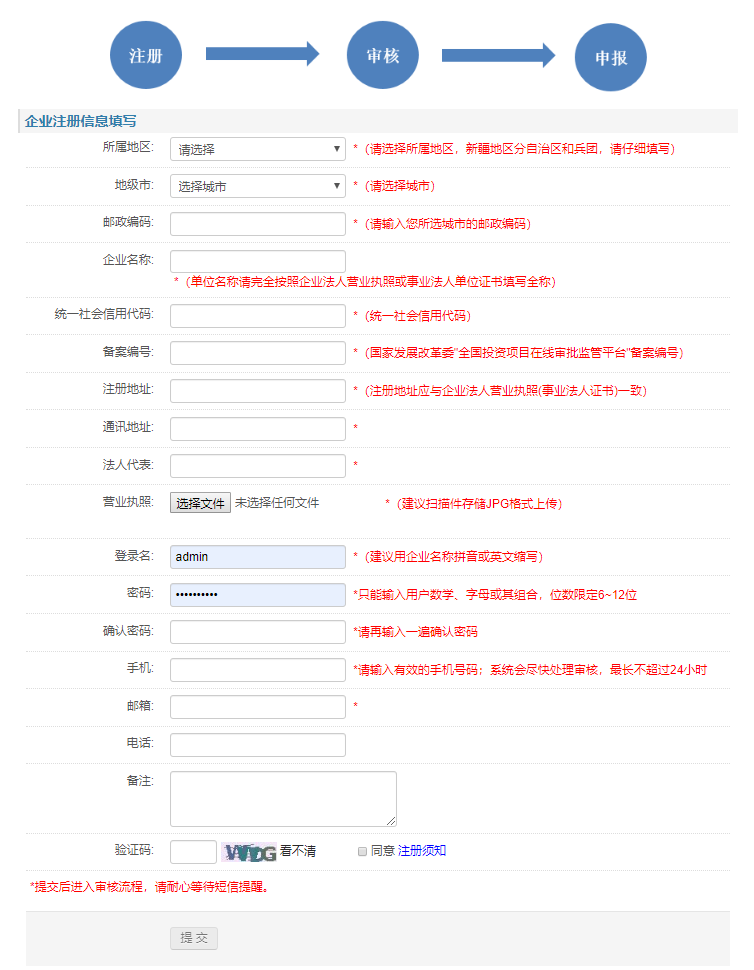 注册 审核 申报
企业注册信息填写
所属地区: 请选择 *（请选择所属地区，新疆地区分自治区和兵团，请仔细填写）
地级市: 选择城市 *（请选择城市）
邮政编码: *（请输入您所选城市的邮政编码）
企业名称:
*（单位名称请完全按照企业法人营业执照或事业法人单位证书填写全称）
统一社会信用代码: *（统一社会信用代码）
备案编号: *（国家发展改革委"全国投资项目在线审批监管平台"备案编号）
注册地址: *（注册地址应与企业法人营业执照(事业法人证书)一致）
通讯地址: *
法人代表: *
营业执照: 选择文件 未选择任何文件 *（建议扫描件存储JPG格式上传）
登录名: admin *（建议用企业名称拼音或英文缩写）
密码: •••••••••• *只能输入用户数学、字母或其组合，位数限定6~12位
确认密码: *请再输入一遍确认密码
手机: *请输入有效的手机号码；系统会尽快处理审核，最长不超过24小时
邮箱: *
电话:
备注:
验证码: 看不清 同意 注册须知
*提交后进入审核流程，请耐心等待短信提醒。
提 交